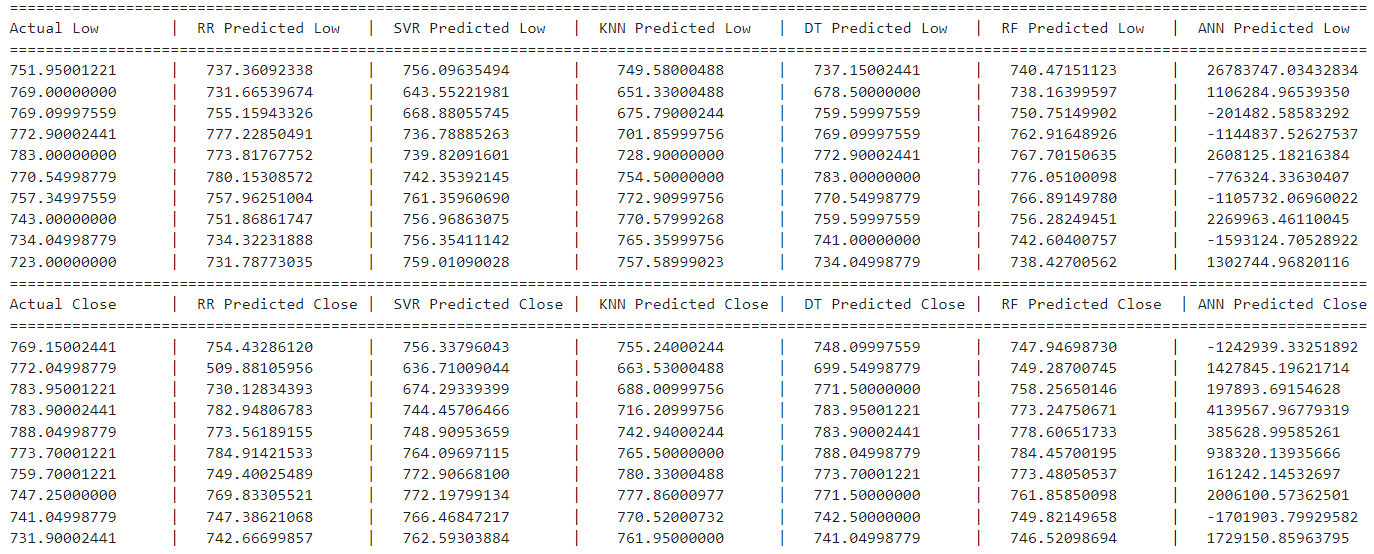 ====================================================================================================================================================
Actual Low | RR Predicted Low | SVR Predicted Low | KNN Predicted Low | DT Predicted Low | RF Predicted Low | ANN Predicted Low
====================================================================================================================================================
751.95001221 | 737.36092338 | 756.09635494 | 749.58000488 | 737.15002441 | 740.47151123 | 26783747.03432834
769.00000000 | 731.66539674 | 643.55221981 | 651.33000488 | 678.50000000 | 738.16399597 | 1106284.96539350
769.09997559 | 755.15943326 | 668.88055745 | 675.79000244 | 759.59997559 | 750.75149902 | -201482.58583292
772.90002441 | 777.22850491 | 736.78885263 | 701.85999756 | 769.09997559 | 762.91648926 | -1144837.52627537
783.00000000 | 773.81767752 | 739.82091601 | 728.90000000 | 772.90002441 | 767.70150635 | 2608125.18216384
770.54998779 | 780.15308572 | 742.35392145 | 754.50000000 | 783.00000000 | 776.05100098 | -776324.33630407
757.34997559 | 757.96251004 | 761.35960690 | 772.90999756 | 770.54998779 | 766.89149780 | -1105732.06960022
743.00000000 | 751.86861747 | 756.96863075 | 770.57999268 | 759.59997559 | 756.28249451 | 2269963.46110045
734.04998779 | 734.32231888 | 756.35411142 | 765.35999756 | 741.00000000 | 742.60400757 | -1593124.70528922
723.00000000 | 731.78773035 | 759.01090028 | 757.58999023 | 734.04998779 | 738.42700562 | 1302744.96820116
====================================================================================================================================================
Actual Close | RR Predicted Close | SVR Predicted Close | KNN Predicted Close | DT Predicted Close | RF Predicted Close | ANN Predicted Close
====================================================================================================================================================
769.15002441 | 754.43286120 | 756.33796043 | 755.24000244 | 748.09997559 | 747.94698730 | -1242939.33251892
772.04998779 | 509.88105956 | 636.71009044 | 663.53000488 | 699.54998779 | 749.28700745 | 1427845.19621714
783.95001221 | 730.12834393 | 674.29339399 | 688.00999756 | 771.50000000 | 758.25650146 | 197893.69154628
783.90002441 | 782.94806783 | 744.45706466 | 716.20999756 | 783.95001221 | 773.24750671 | 4139567.96779319
788.04998779 | 773.56189155 | 748.90953659 | 742.94000244 | 783.90002441 | 778.60651733 | 385628.99585261
773.70001221 | 784.91421533 | 764.09697115 | 765.50000000 | 788.04998779 | 784.45700195 | 938320.13935666
759.70001221 | 749.40025489 | 772.90668100 | 780.33000488 | 773.70001221 | 773.48050537 | 161242.14532697
747.25000000 | 769.83305521 | 772.19799134 | 777.86000977 | 771.50000000 | 761.85850098 | 2006100.57362501
741.04998779 | 747.38621068 | 766.46847217 | 770.52000732 | 742.50000000 | 749.82149658 | -1701903.79929582
731.90002441 | 742.66699857 | 762.59303884 | 761.95000000 | 741.04998779 | 746.52098694 | 1729150.85963795